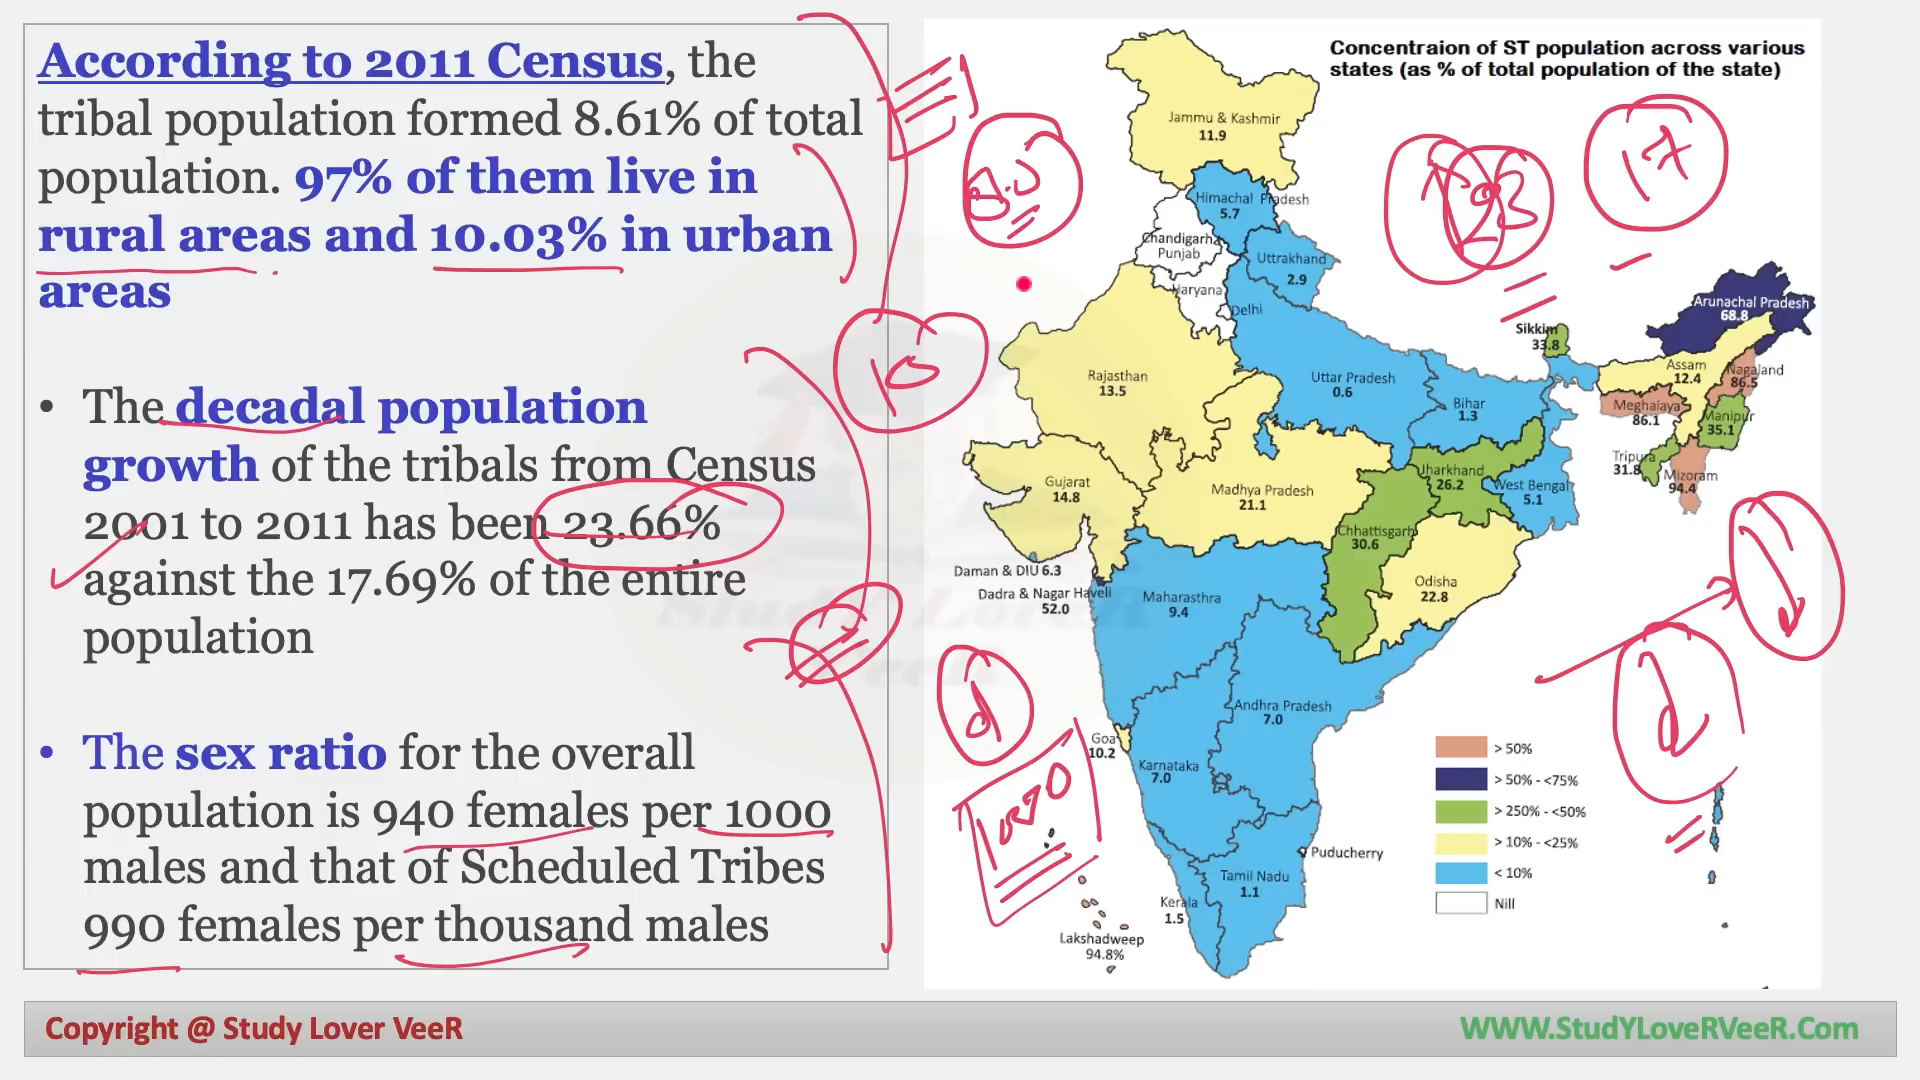 According to 2011 Census, the
tribal population formed 8.61% of total
population. 97% of them live in
rural areas and 10.03% in urban
areas
• The decadal population
growth of the tribals from Census
2001 to 2011 has been 23.66%
against the 17.69% of the entire
population
• The sex ratio for the overall
population is 940 females per 1000
males and that of Scheduled Tribes
990 females per thousand males
Concentraion of ST population across various
states (as % of total population of the state)
Jammu & Kashmir
11.9
Himachal Pradesh
5.7
Chandigarh
Punjab
Uttrakhand
2.9
Haryana
Delhi
Rajasthan
13.5
Uttar Pradesh
0.6
Bihar
1.3
Sikkim
33.8
Arunachal Pradesh
68.8
Assam
12.4
Nagaland
86.5
Meghalaya
86.1
Manipur
35.1
Tripura
31.8
Mizoram
94.4
Gujarat
14.8
Madhya Pradesh
21.1
Jharkhand
26.2
West Bengal
5.1
Chhattisgarh
30.6
Odisha
22.8
Daman & DIU 6.3
Dadra & Nagar Haveli
52.0
Maharasthra
9.4
Andhra Pradesh
7.0
Goa
10.2
Karnataka
7.0
Puducherry
Tamil Nadu
1.1
Kerala
1.5
Lakshadweep
94.8%
> 50%
> 50% - <75%
> 250% - <50%
> 10% - <25%
< 10%
Nill
17
10
Study LoveR
VeeR
Copyright @ Study Lover VeeR
WWW.StudYLoveRVeeR.Com